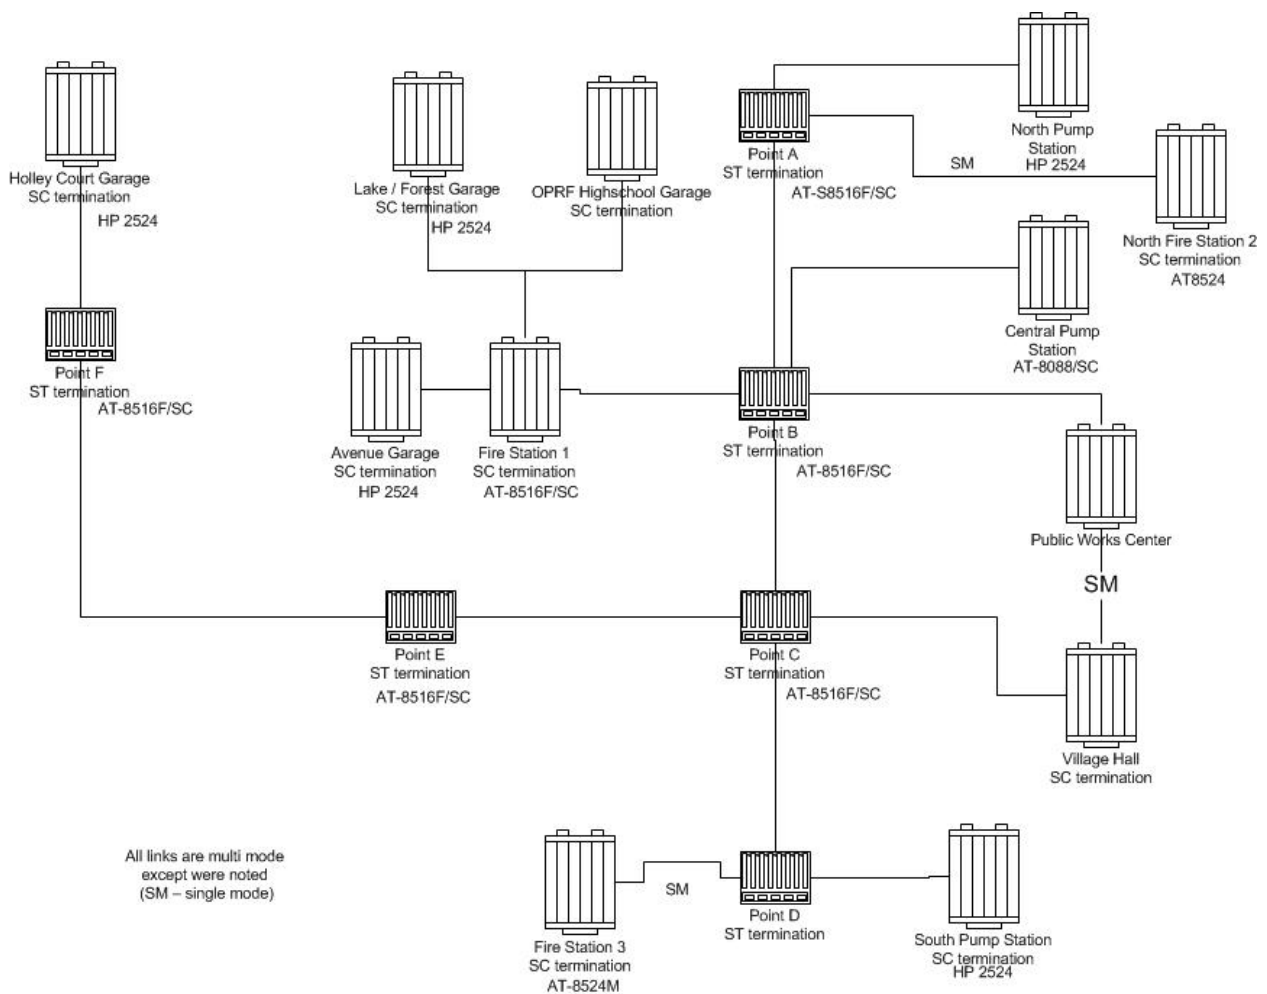 North Pump
Station
HP 2524
Point A
ST termination
AT-S8516F/SC
SM
Holley Court Garage
SC termination
HP 2524
Lake / Forest Garage
SC termination
HP 2524
OPRF Highschool Garage
SC termination
North Fire Station 2
SC termination
AT8524
Central Pump
Station
AT-8088/SC
Point F
ST termination
AT-8516F/SC
Avenue Garage
SC termination
HP 2524
Fire Station 1
SC termination
AT-8516F/SC
Point B
ST termination
AT-8516F/SC
Public Works Center
SM
Point E
ST termination
AT-8516F/SC
Point C
ST termination
AT-8516F/SC
Village Hall
SC termination
All links are multi mode
except were noted
(SM – single mode)
SM
Point D
ST termination
Fire Station 3
SC termination
AT-8524M
South Pump Station
SC termination
HP 2524